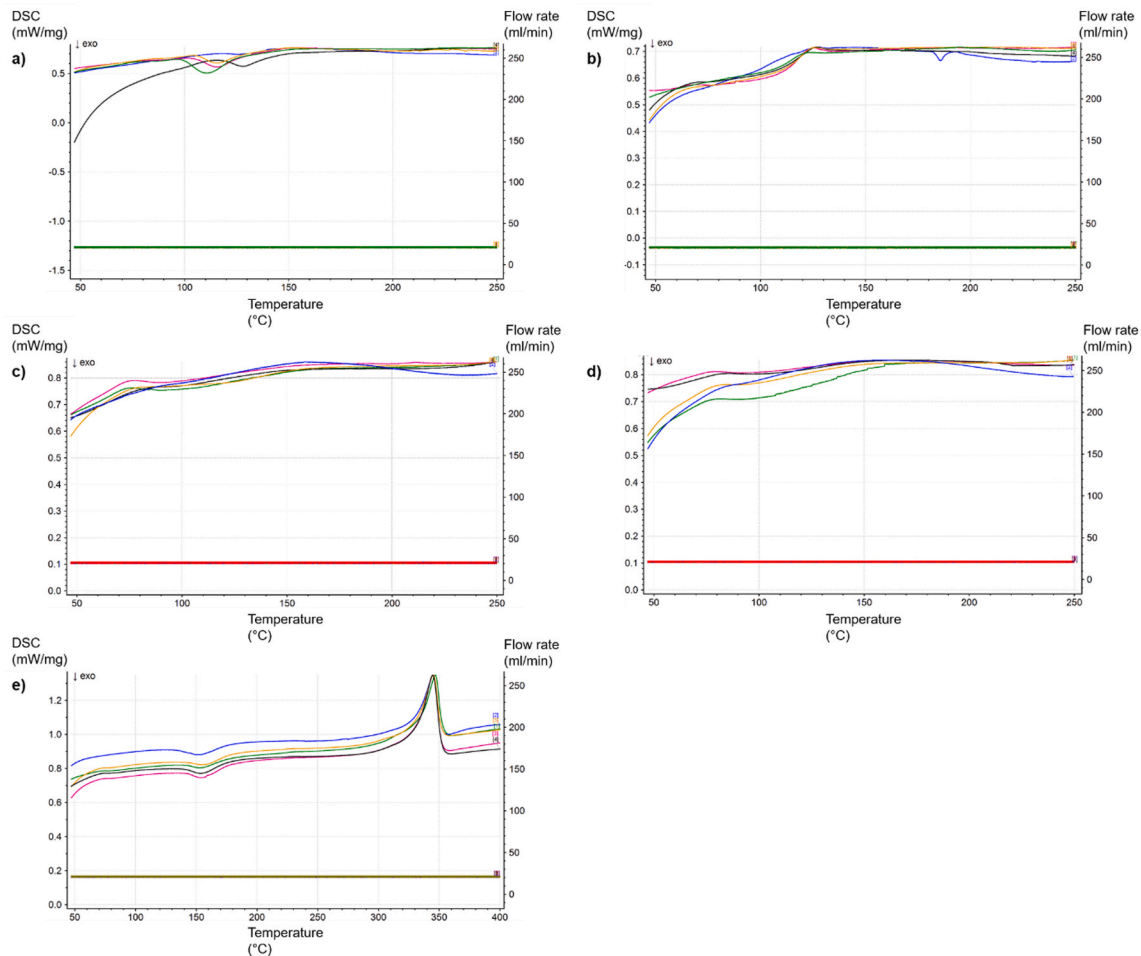 DSC
(mW/mg)
Flow rate
(ml/min)
a)
↓ exo
0.5
0.0
-0.5
-1.0
-1.5
250
200
150
100
50
0
50
100
150
200
250
Temperature
(°C)
DSC
(mW/mg)
Flow rate
(ml/min)
b)
↓ exo
0.7
0.6
0.5
0.4
0.3
0.2
0.1
0.0
-0.1
250
200
150
100
50
0
50
100
150
200
250
Temperature
(°C)
DSC
(mW/mg)
Flow rate
(ml/min)
c)
↓ exo
0.8
0.7
0.6
0.5
0.4
0.3
0.2
0.1
0.0
250
200
150
100
50
0
50
100
150
200
250
Temperature
(°C)
DSC
(mW/mg)
Flow rate
(ml/min)
d)
↓ exo
0.8
0.7
0.6
0.5
0.4
0.3
0.2
0.1
0.0
250
200
150
100
50
0
50
100
150
200
250
Temperature
(°C)
DSC
(mW/mg)
Flow rate
(ml/min)
e)
↓ exo
1.2
1.0
0.8
0.6
0.4
0.2
0.0
250
200
150
100
50
0
50
100
150
200
250
300
350
400
Temperature
(°C)